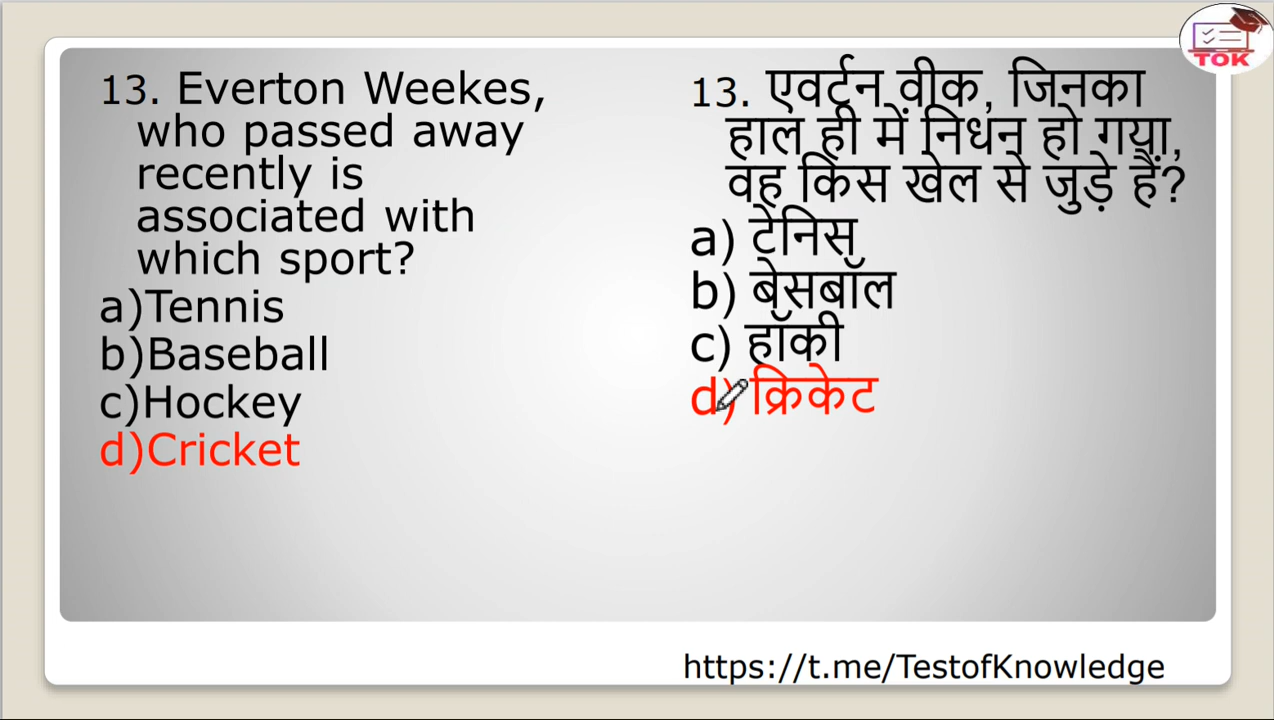 TOK
13. Everton Weekes,
who passed away
recently is
associated with
which sport?
a)Tennis
b)Baseball
c)Hockey
d)Cricket
13. एवर्टन वीक, जिनका
हाल ही में निधन हो गया,
वह किस खेल से जुड़े हैं?
a) टेनिस
b) बेसबॉल
c) हॉकी
d) क्रिकेट
https://t.me/TestofKnowledge